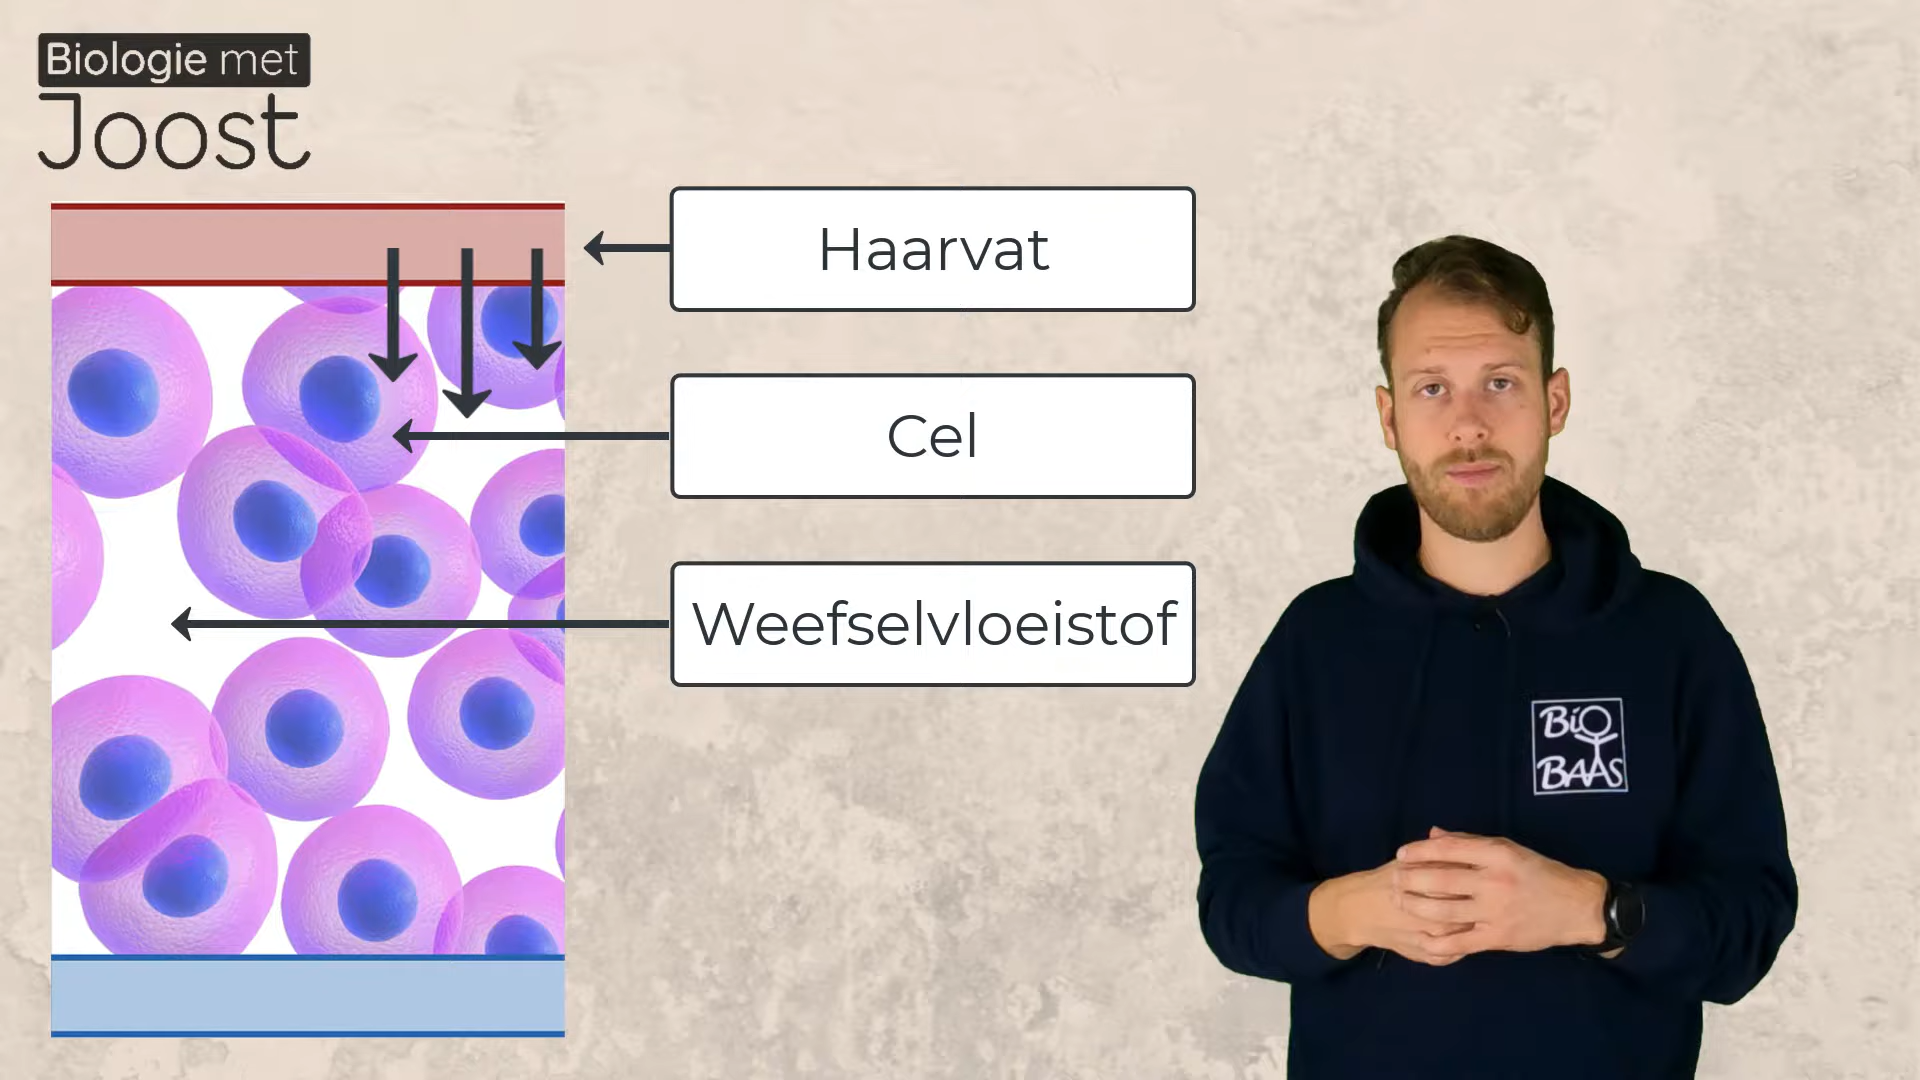 Biologie met
Joost
Haarvat
Cel
Weefselvloeistof
BiO
BAAS